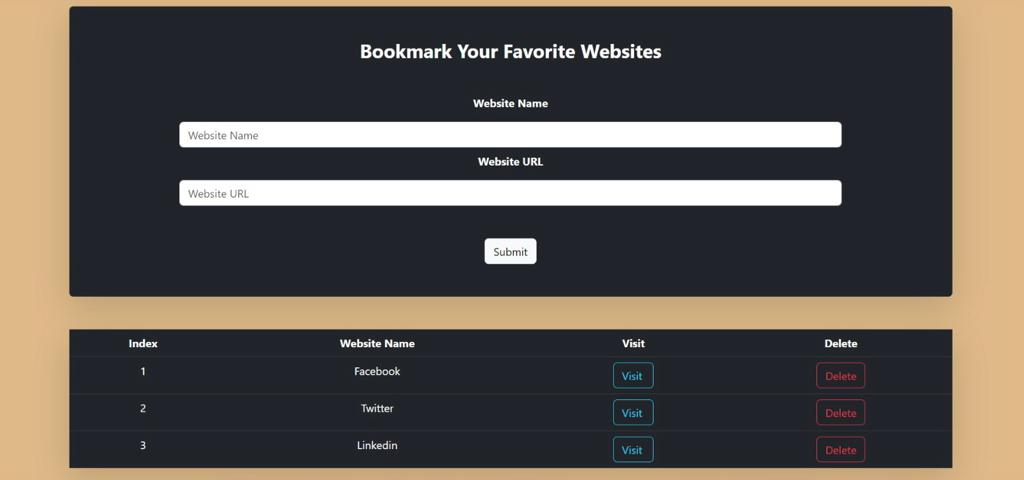 Bookmark Your Favorite Websites
Website Name
Website Name
Website URL
Website URL
Submit
Index Website Name Visit Delete
1 Facebook Visit Delete
2 Twitter Visit Delete
3 Linkedin Visit Delete